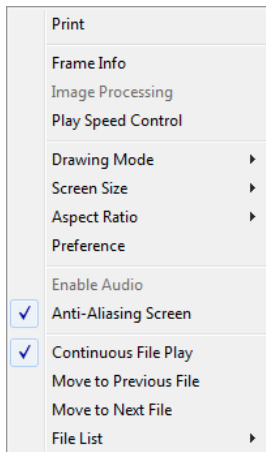 Print
Frame Info
Image Processing
Play Speed Control
Drawing Mode
Screen Size
Aspect Ratio
Preference
Enable Audio
Anti-Aliasing Screen
Continuous File Play
Move to Previous File
Move to Next File
File List